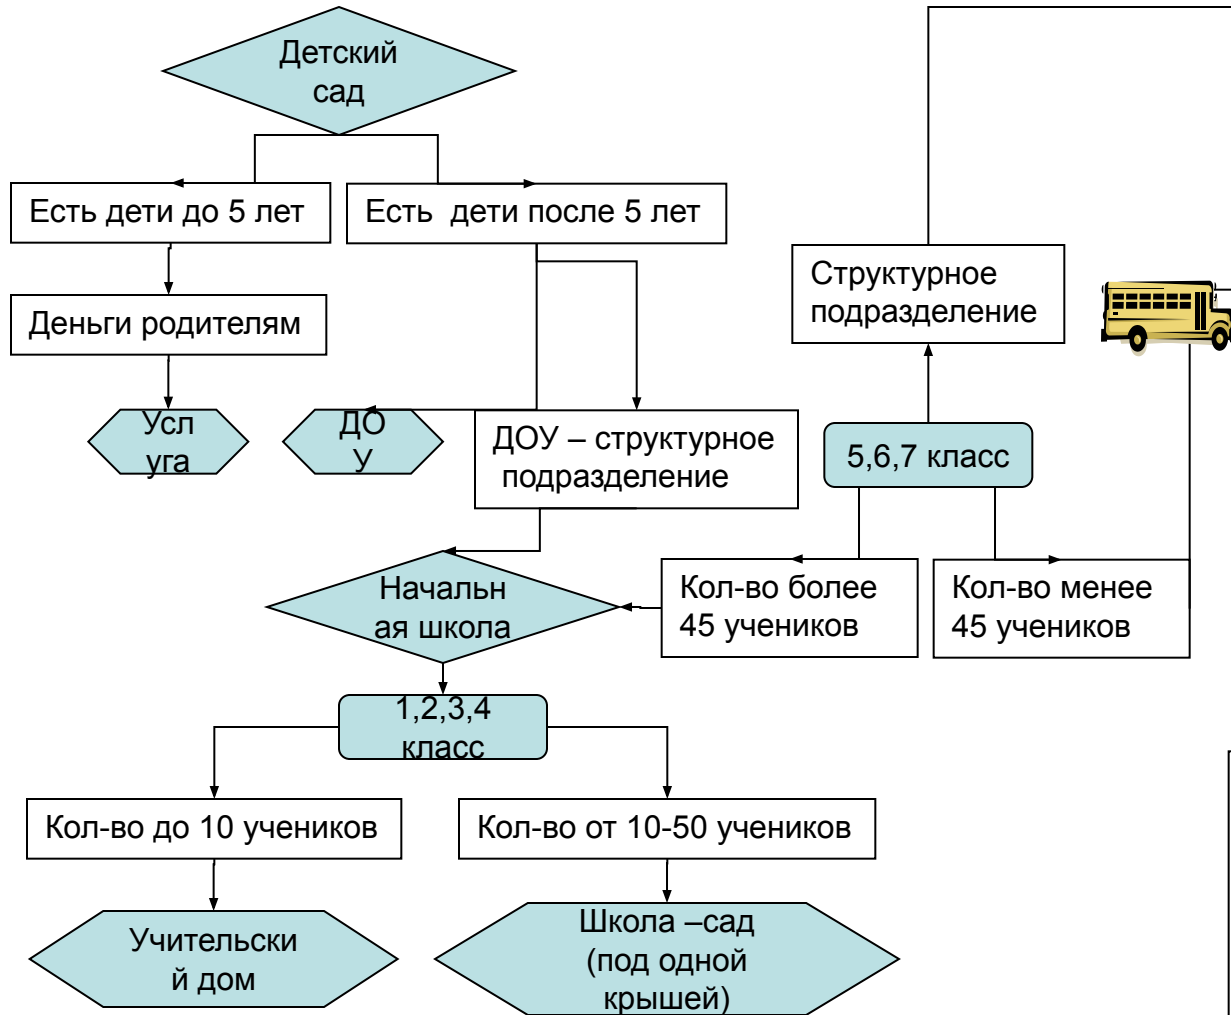 Детский
сад
Есть дети до 5 лет
Есть дети после 5 лет
Структурное
подразделение
Деньги родителям
Усл
уга
ДО
У
ДОУ – структурное
подразделение
5,6,7 класс
Начальн
ая школа
Кол-во более
45 учеников
Кол-во менее
45 учеников
1,2,3,4
класс
Кол-во до 10 учеников
Кол-во от 10-50 учеников
Учительски
й дом
Школа –сад
(под одной
крышей)